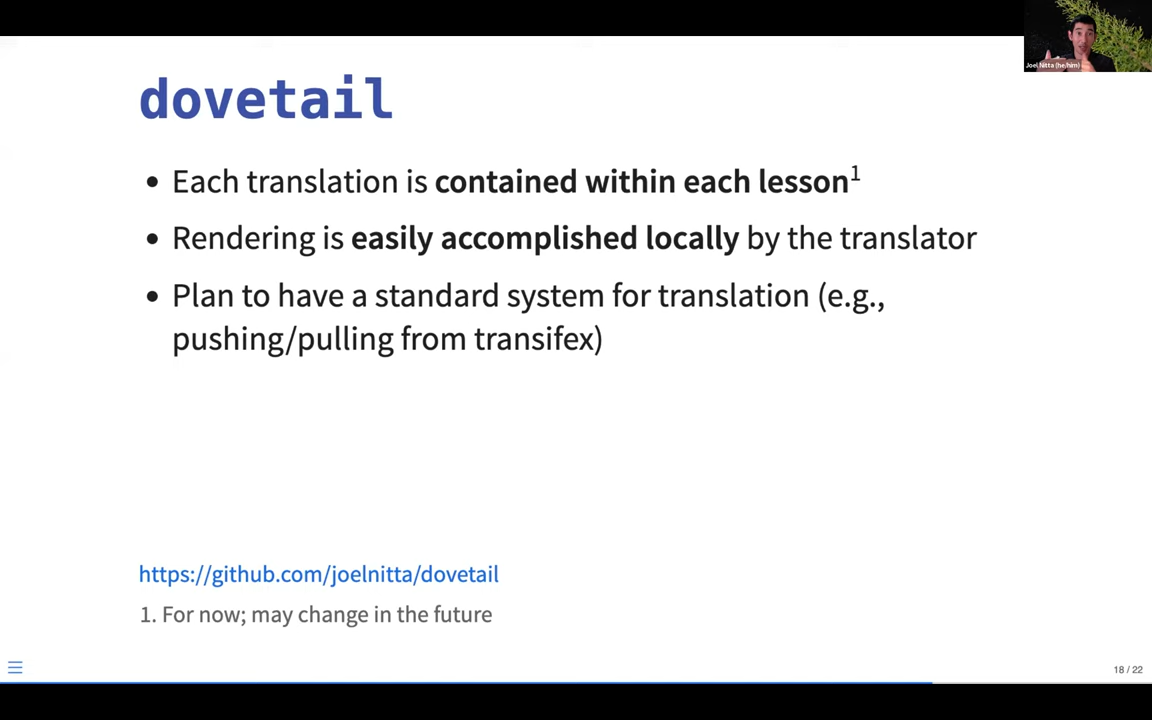 Joel Nitta (he/him)
dovetail
• Each translation is contained within each lesson1
• Rendering is easily accomplished locally by the translator
• Plan to have a standard system for translation (e.g.,
pushing/pulling from transifex)
https://github.com/joelnitta/dovetail
1. For now; may change in the future
18 / 22